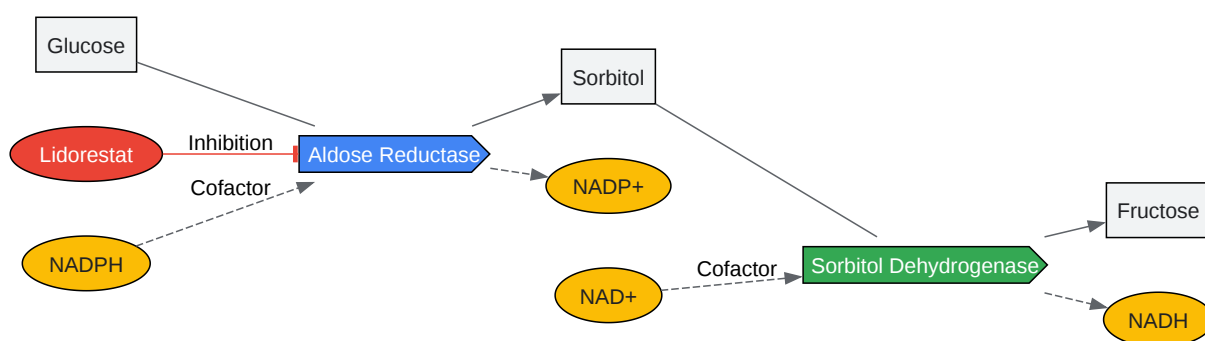 Glucose
Sorbitol
Inhibition
Lidorestat
Aldose Reductase
Cofactor
NADP+
NADPH
Fructose
Cofactor
Sorbitol Dehydrogenase
NAD+
NADH